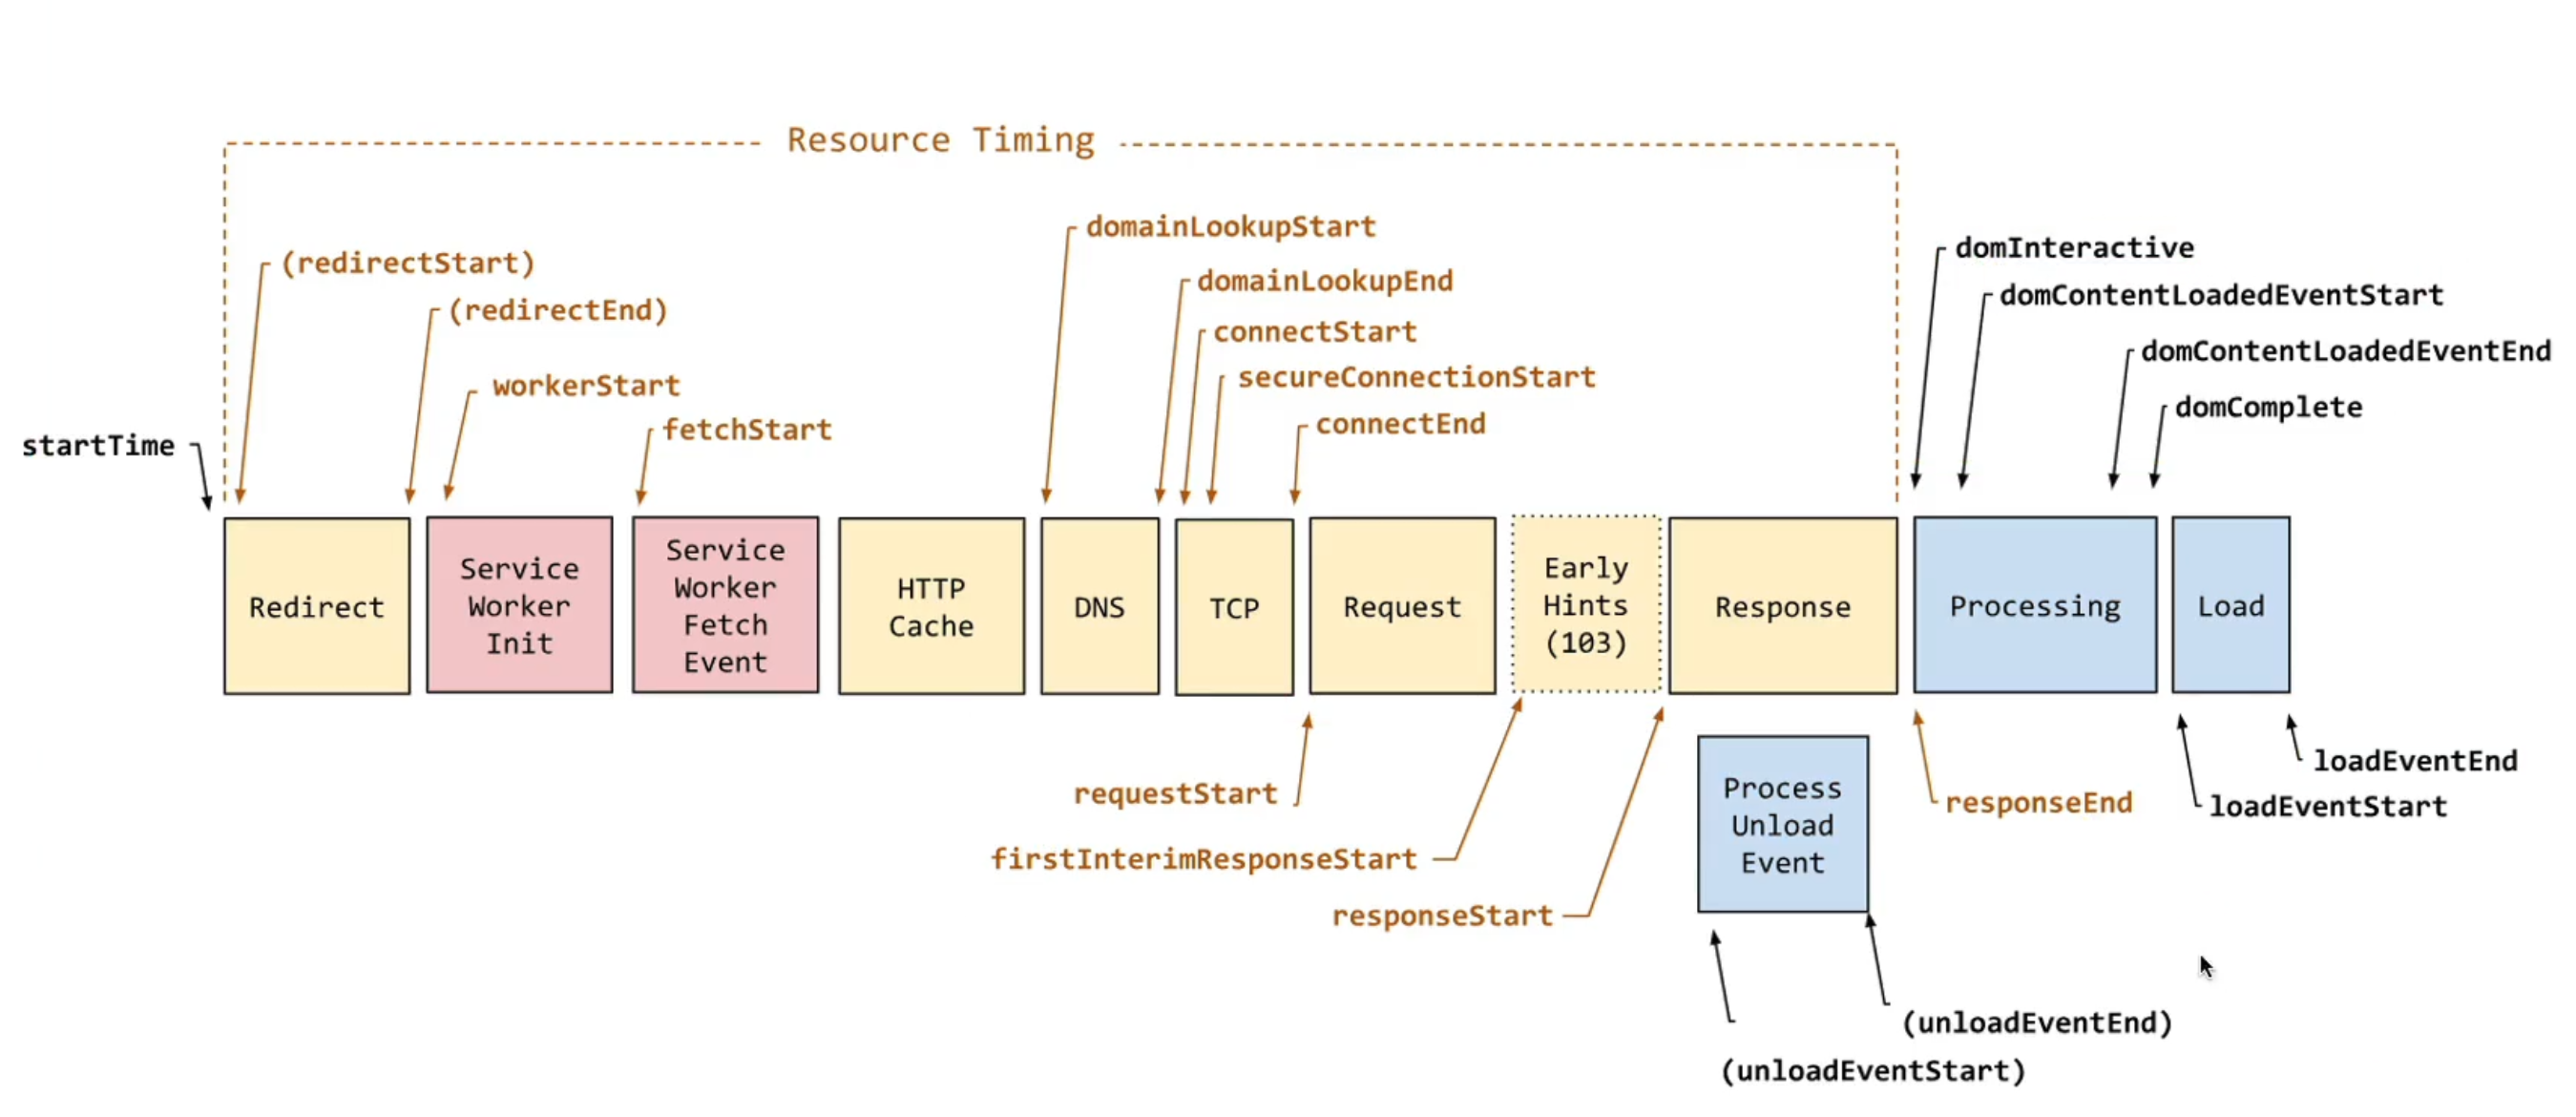 Resource Timing
domainLookupStart
(redirectStart)
domInteractive
(redirectEnd)
domainLookupEnd
domContentLoadedEventStart
connectStart
domContentLoadedEventEnd
workerStart
secureConnectionStart
fetchStart
connectEnd
domComplete
startTime
Redirect
Service
Worker
Init
Service
Worker
Fetch
Event
HTTP
Cache
DNS
TCP
Request
Early
Hints
(103)
Response
Processing
Load
requestStart
firstInterimResponseStart
responseStart
Process
Unload
Event
responseEnd
loadEventEnd
loadEventStart
(unloadEventEnd)
(unloadEventStart)